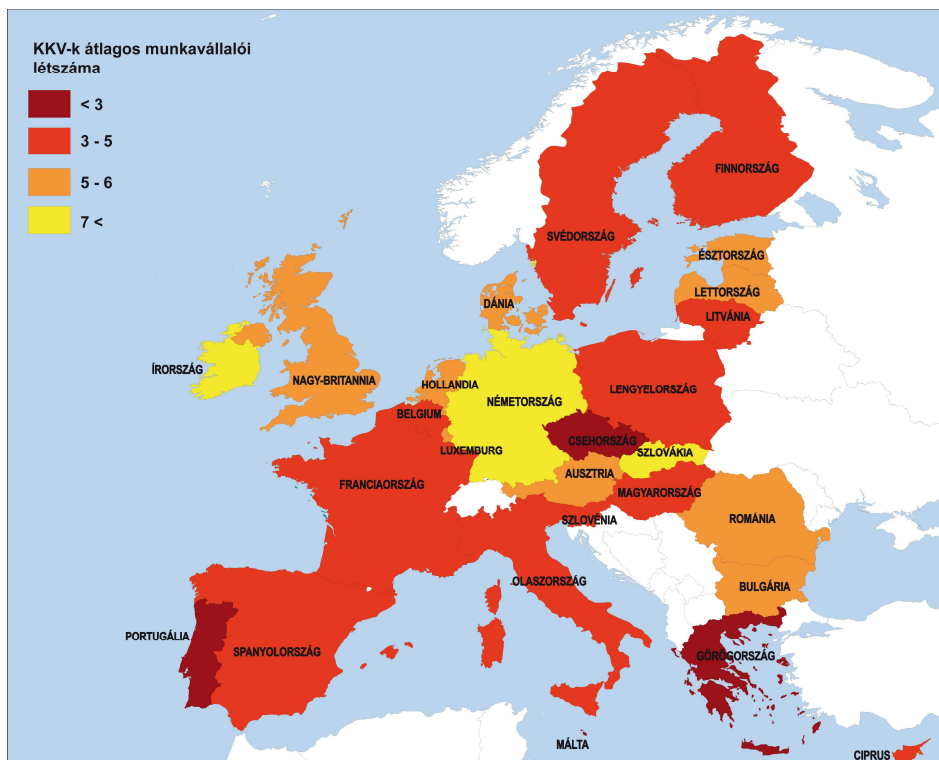 KKV-k átlagos munkavállalói
létszáma
< 3
3 - 5
5 - 6
7 <
FINNORSZÁG
SVÉDORSZÁG
ÉSZTORSZÁG
LETTORSZÁG
DÁNIA
LITVÁNIA
ÍRORSZÁG
NAGY-BRITANNIA
HOLLANDIA
LENGYELORSZÁG
NÉMETORSZÁG
BELGIUM
CSEHORSZÁG
LUXEMBURG
SZLOVÁKIA
AUSZTRIA
FRANCIAORSZÁG
MAGYARORSZÁG
SZLOVÉNIA
ROMÁNIA
OLASZORSZÁG
BULGÁRIA
PORTUGÁLIA
SPANYOLORSZÁG
GÖRÖGORSZÁG
MÁLTA
CIPRUS